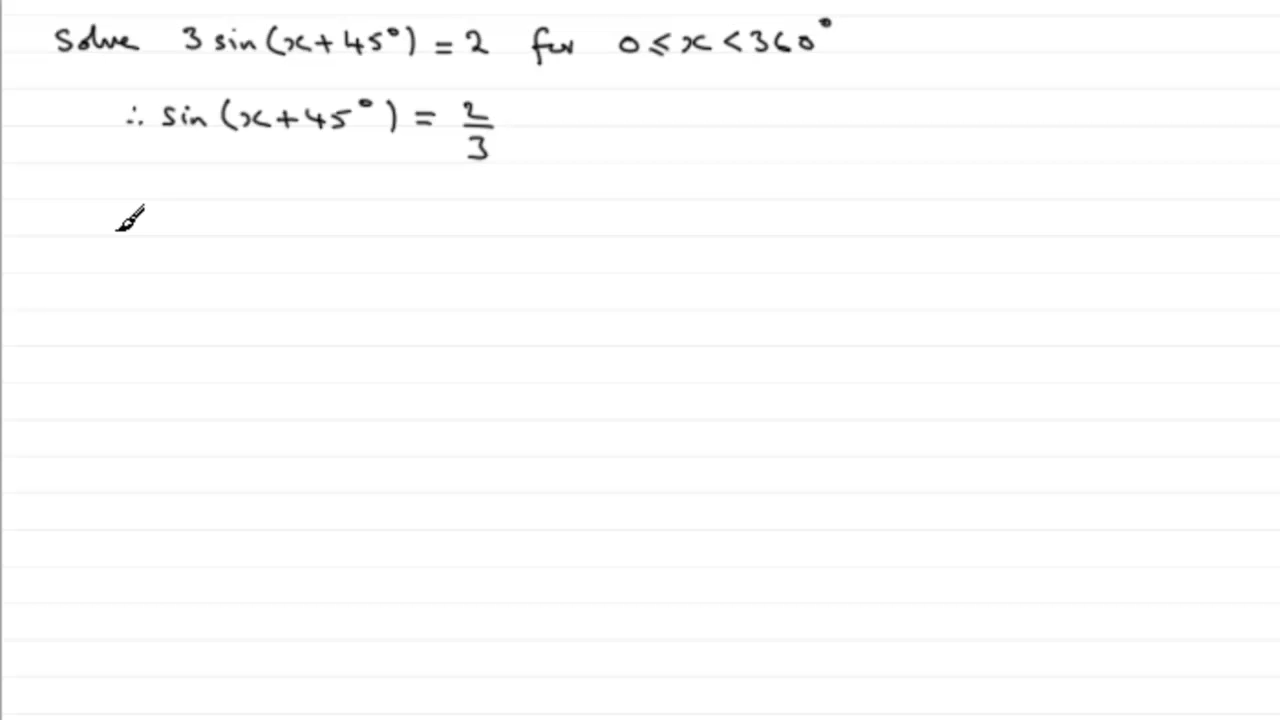 Solve 3 sin(x+45°) = 2 for 0 ≤ x < 360°
∴ sin(x+45°) = 2/3